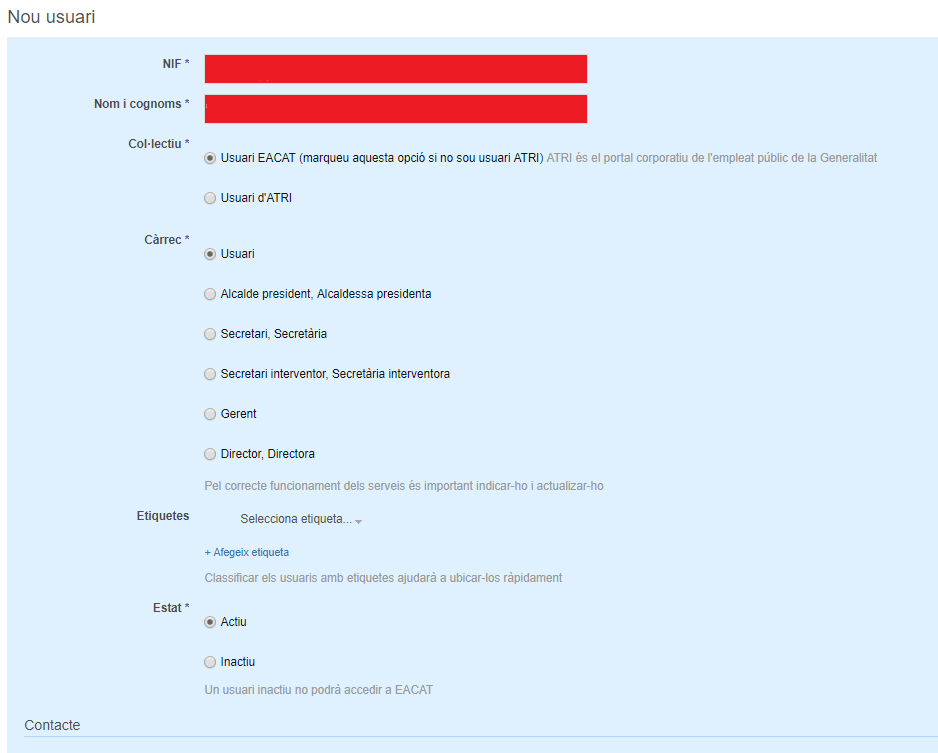 Nou usuari
NIF *
Nom i cognoms *
Col·lectiu *
Usuari EACAT (marqueu aquesta opció si no sou usuari ATRI) ATRI és el portal corporatiu de l'empleat públic de la Generalitat
Usuari d'ATRI
Càrrec *
Usuari
Alcalde president, Alcaldessa presidenta
Secretari, Secretària
Secretari interventor, Secretària interventora
Gerent
Director, Directora
Pel correcte funcionament dels serveis és important indicar-ho i actualizar-ho
Etiquetes
Selecciona etiqueta...
+ Afegeix etiqueta
Classificar els usuaris amb etiquetes ajudarà a ubicar-los ràpidament
Estat *
Actiu
Inactiu
Un usuari inactiu no podrà accedir a EACAT
Contacte